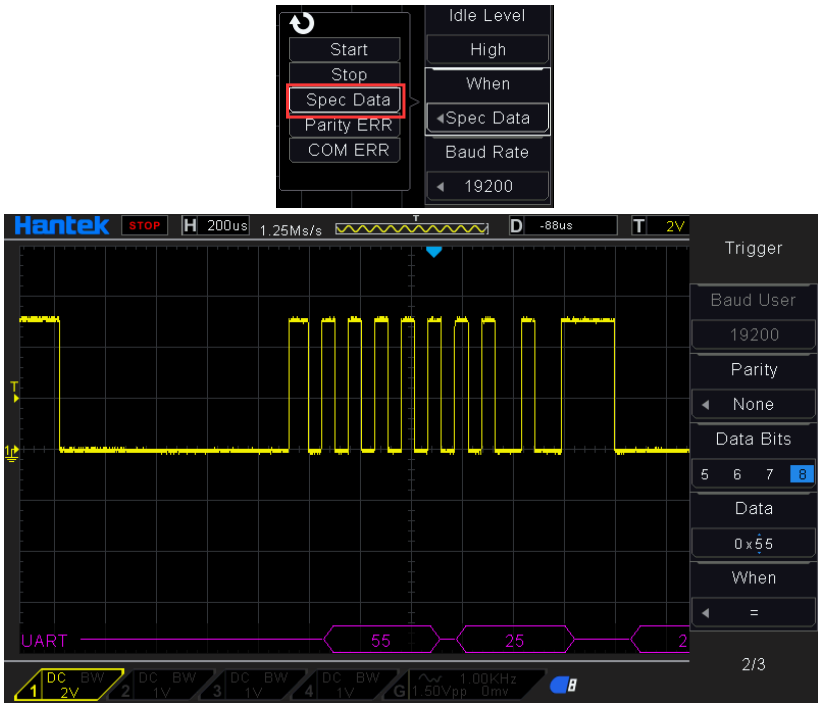 Idle Level
High
When
Spec Data
Baud Rate
19200
Start
Stop
Spec Data
Parity ERR
COM ERR
Hantek STOP H 200us 1.25Ms/s T D -88us T 2V
Trigger
Baud User
19200
Parity
None
Data Bits
5 6 7 8
Data
0x55
When
=
2/3
T
1
UART 55 25 2
1 DC BW 2V
2 DC BW 1V
3 DC BW 1V
4 DC BW 1V
G 1.00KHz 1.50Vpp 0mv